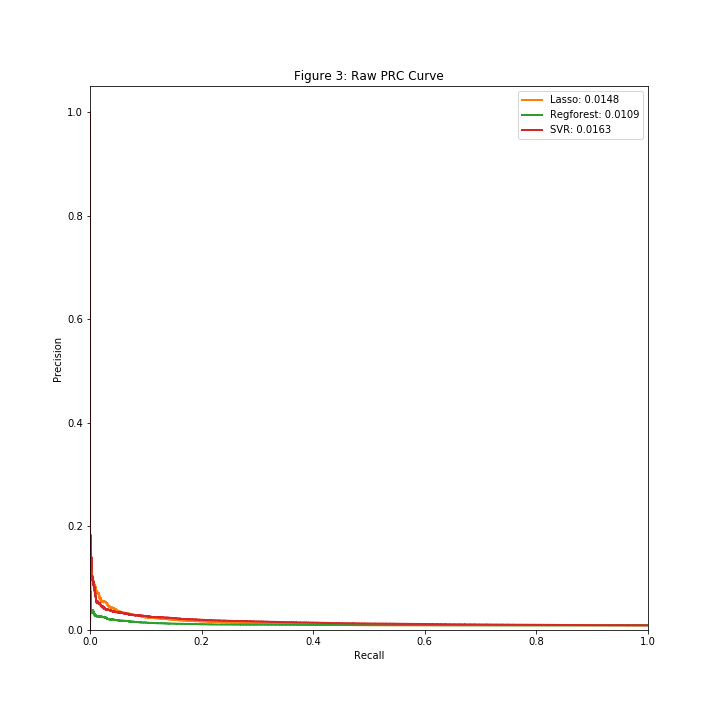 Figure 3: Raw PRC Curve
Lasso: 0.0148
Regforest: 0.0109
SVR: 0.0163
1.0
0.8
0.6
0.4
0.2
0.0
Precision
0.0 0.2 0.4 0.6 0.8 1.0
Recall